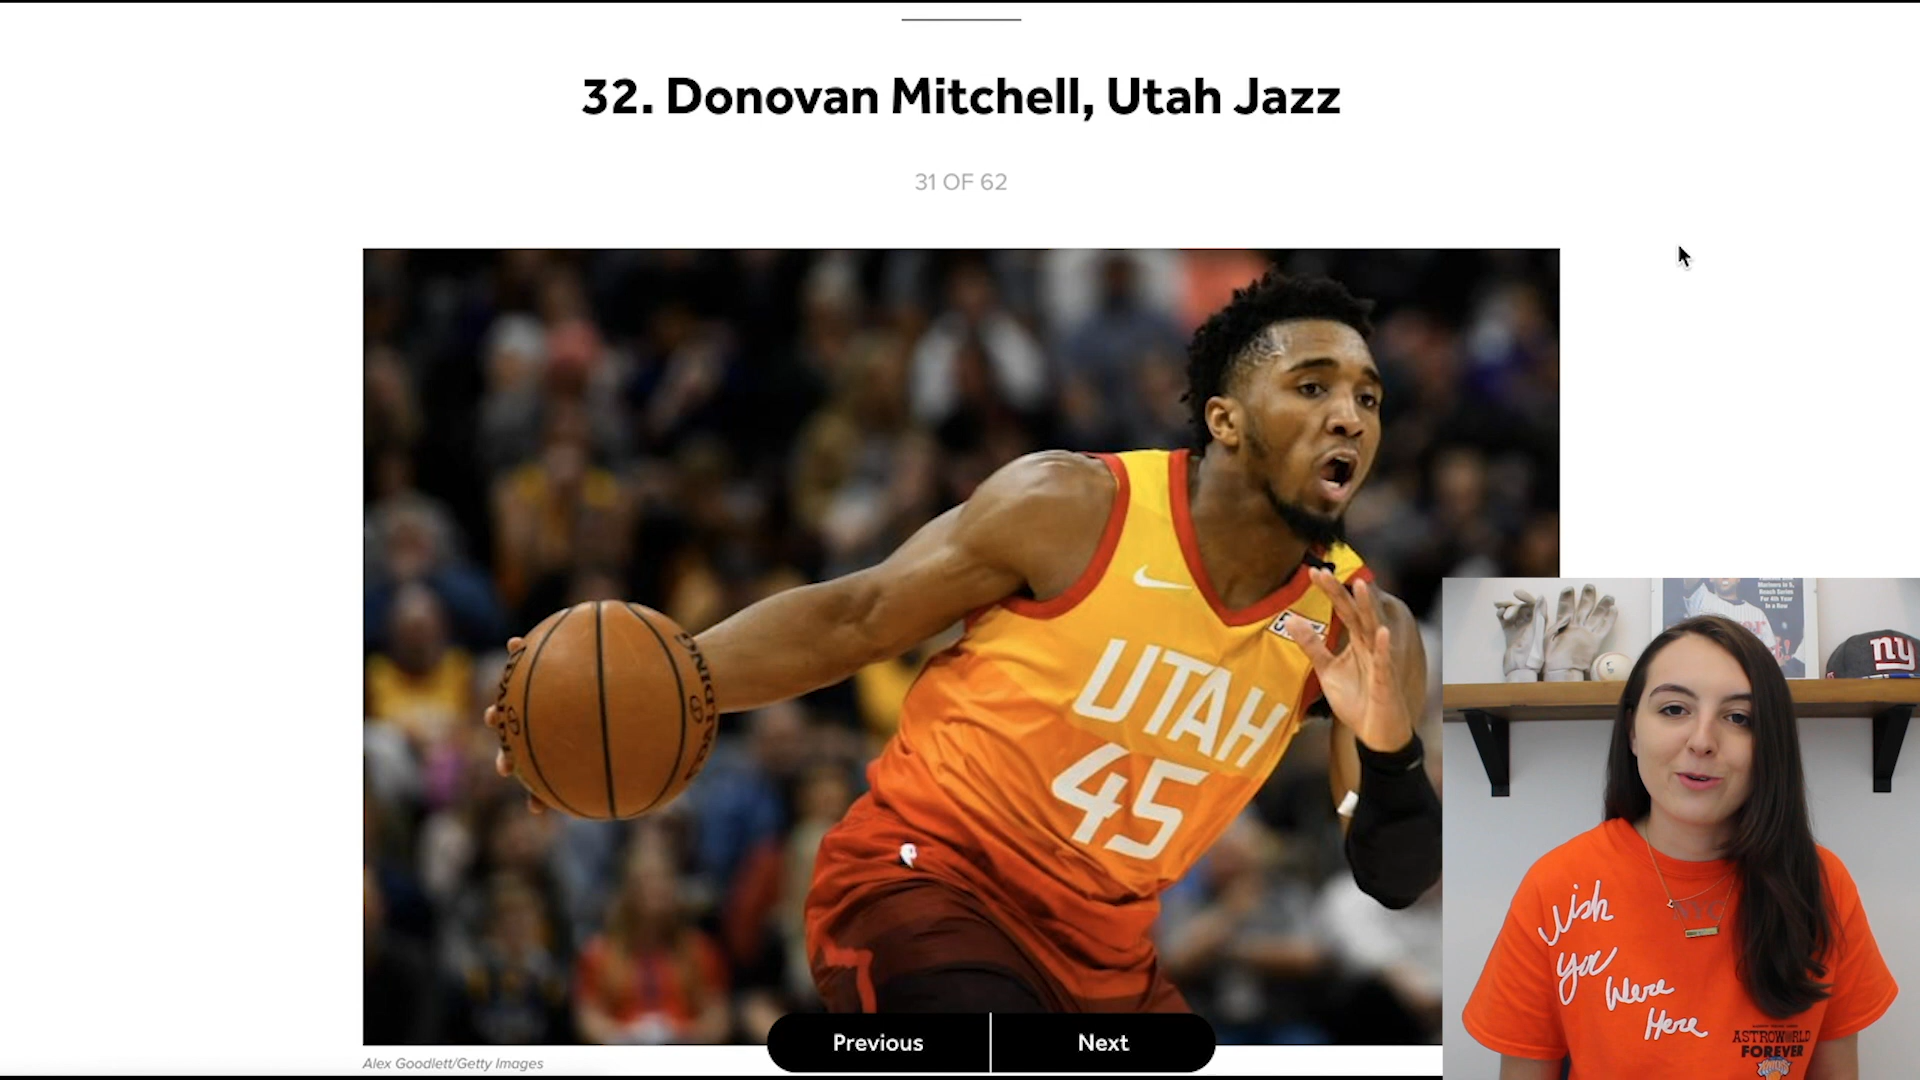 32. Donovan Mitchell, Utah Jazz
31 OF 62
UTAH
45
Previous
Next
Alex Goodlett/Getty Images
ny
Wish
You
Were
Here
ASTROWORLD
FOREVER